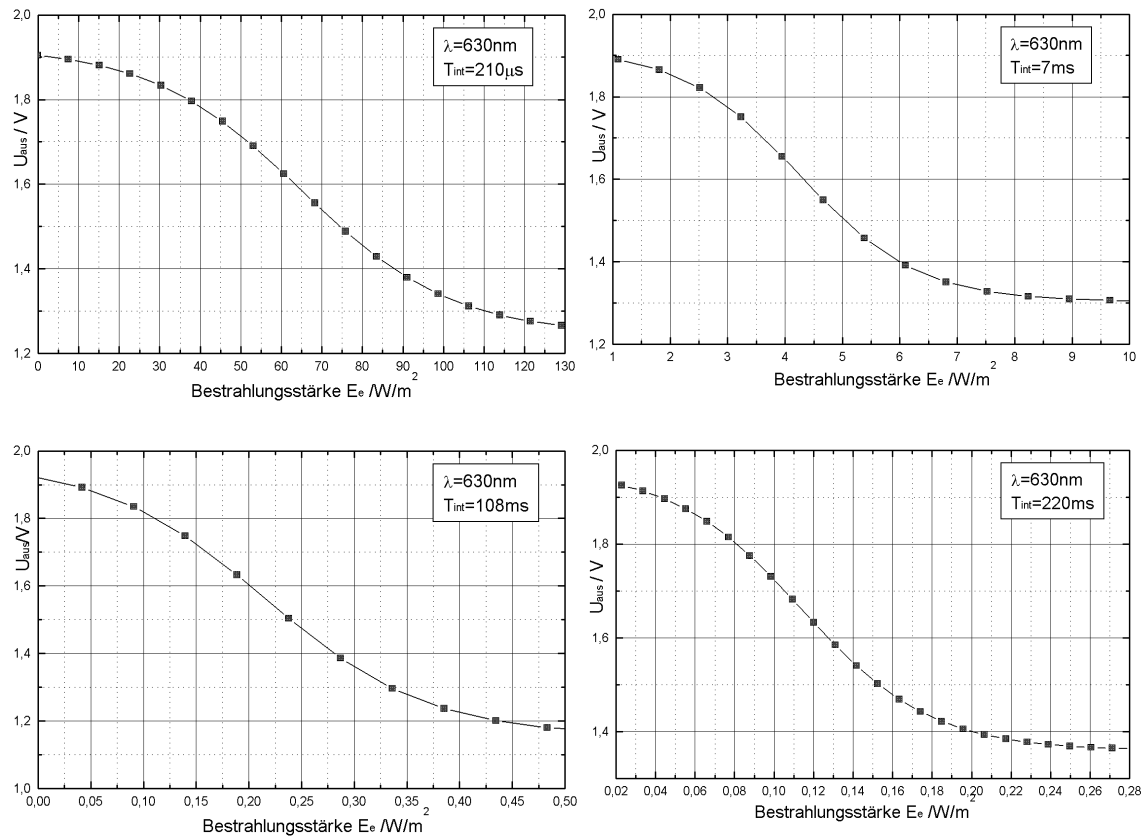 2,0
1,8
1,6
1,4
1,2
Uaus / V
λ=630nm
Tint=210µs
0 10 20 30 40 50 60 70 80 90 100 110 120 130
Bestrahlungsstärke Ee /W/m²
2,0
1,8
1,6
1,4
1,2
Uaus / V
λ=630nm
Tint=7ms
1 2 3 4 5 6 7 8 9 10
Bestrahlungsstärke Ee /W/m²
2,0
1,8
1,6
1,4
1,2
1,0
Uaus/V
λ=630nm
Tint=108ms
0,00 0,05 0,10 0,15 0,20 0,25 0,30 0,35 0,40 0,45 0,50
Bestrahlungsstärke Ee /W/m²
2,0
1,8
1,6
1,4
Uaus / V
λ=630nm
Tint=220ms
0,02 0,04 0,06 0,08 0,10 0,12 0,14 0,16 0,18 0,20 0,22 0,24 0,26 0,28
Bestrahlungsstärke Ee /W/m²